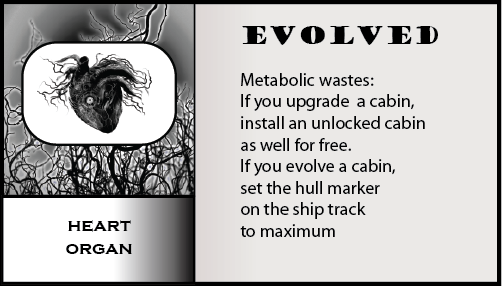 EVOLVED
Metabolic wastes:
If you upgrade a cabin,
install an unlocked cabin
as well for free.
If you evolve a cabin,
set the hull marker
on the ship track
to maximum
HEART
ORGAN